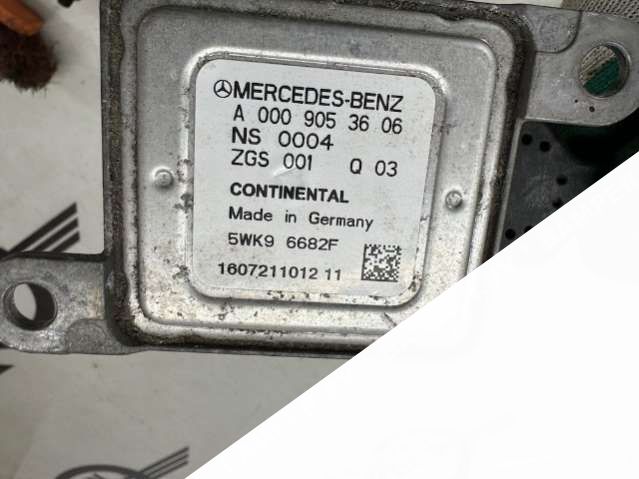 MERCEDES-BENZ
A 000 905 36 06
NS 0004
ZGS 001 Q 03
CONTINENTAL
Made in Germany
5WK9 6682F
1607211012 11